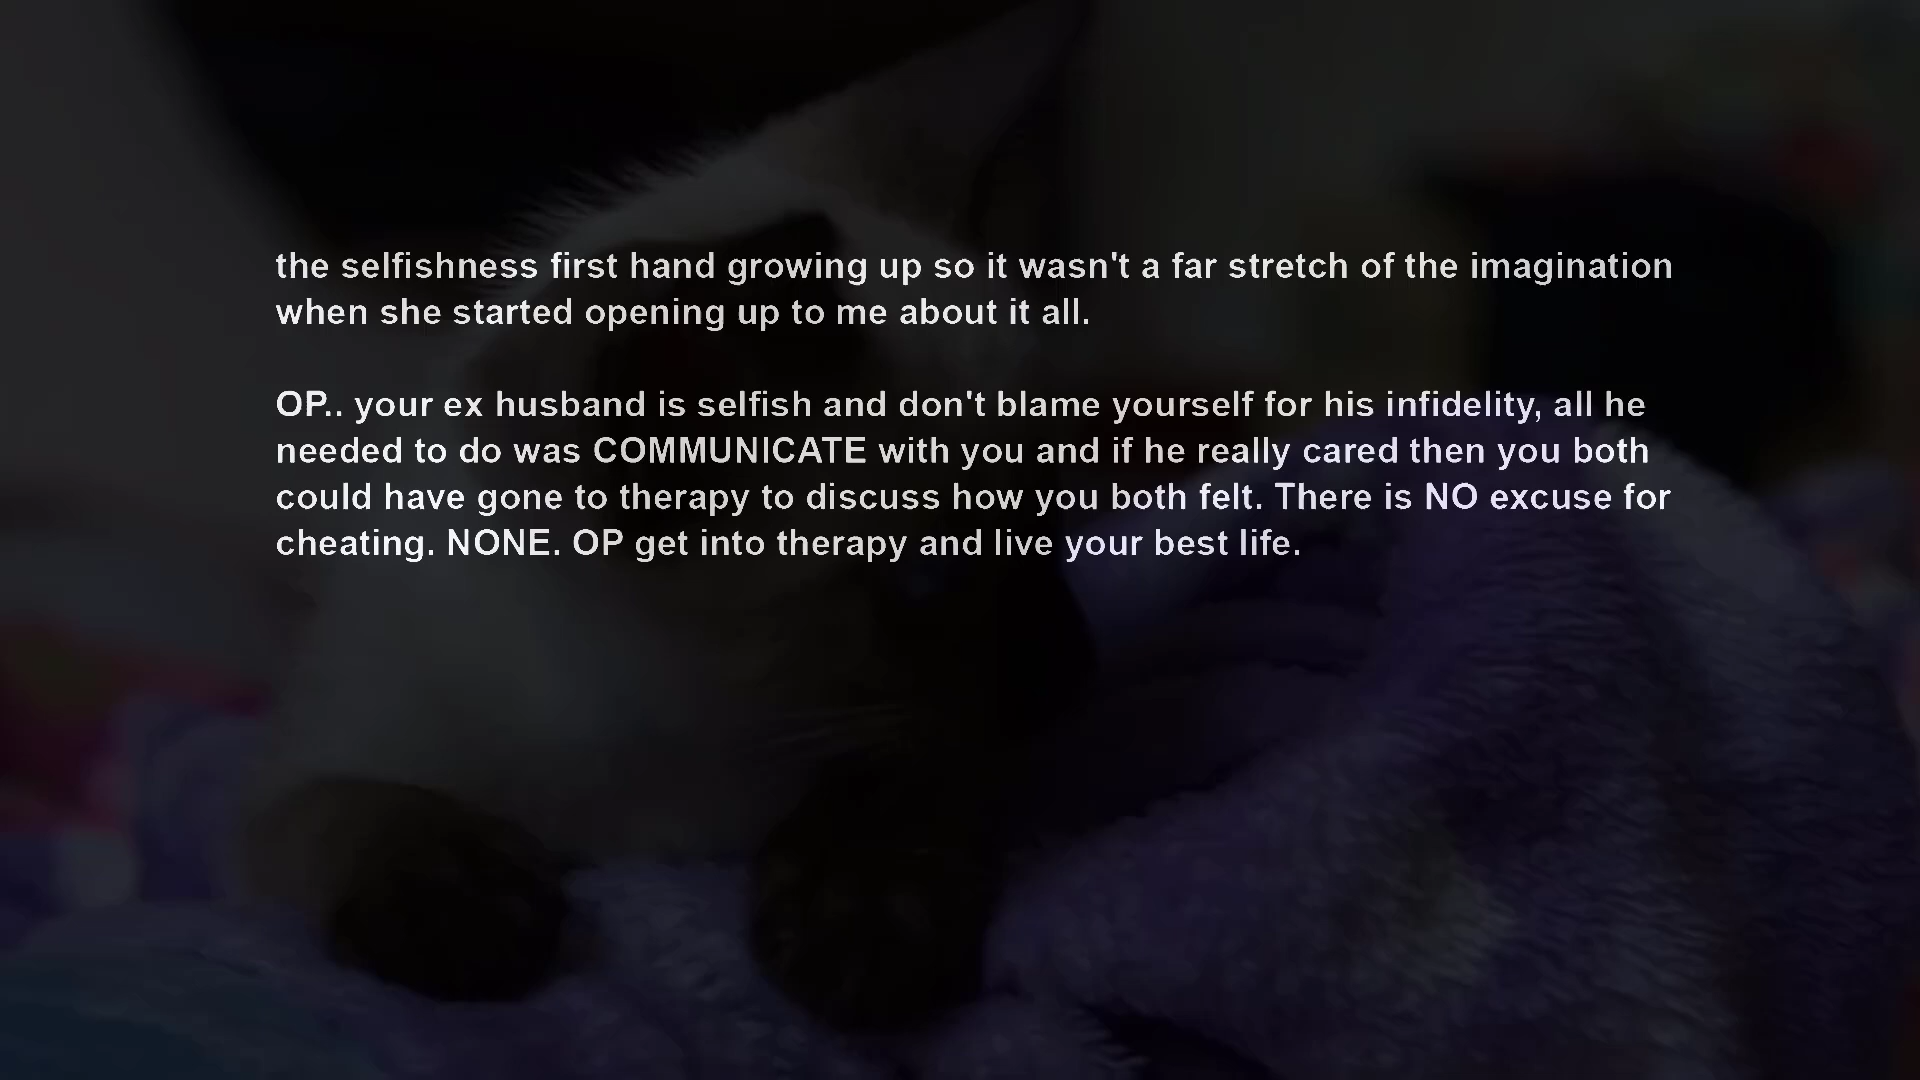 the selfishness first hand growing up so it wasn't a far stretch of the imagination
when she started opening up to me about it all.
OP.. your ex husband is selfish and don't blame yourself for his infidelity, all he
needed to do was COMMUNICATE with you and if he really cared then you both
could have gone to therapy to discuss how you both felt. There is NO excuse for
cheating. NONE. OP get into therapy and live your best life.